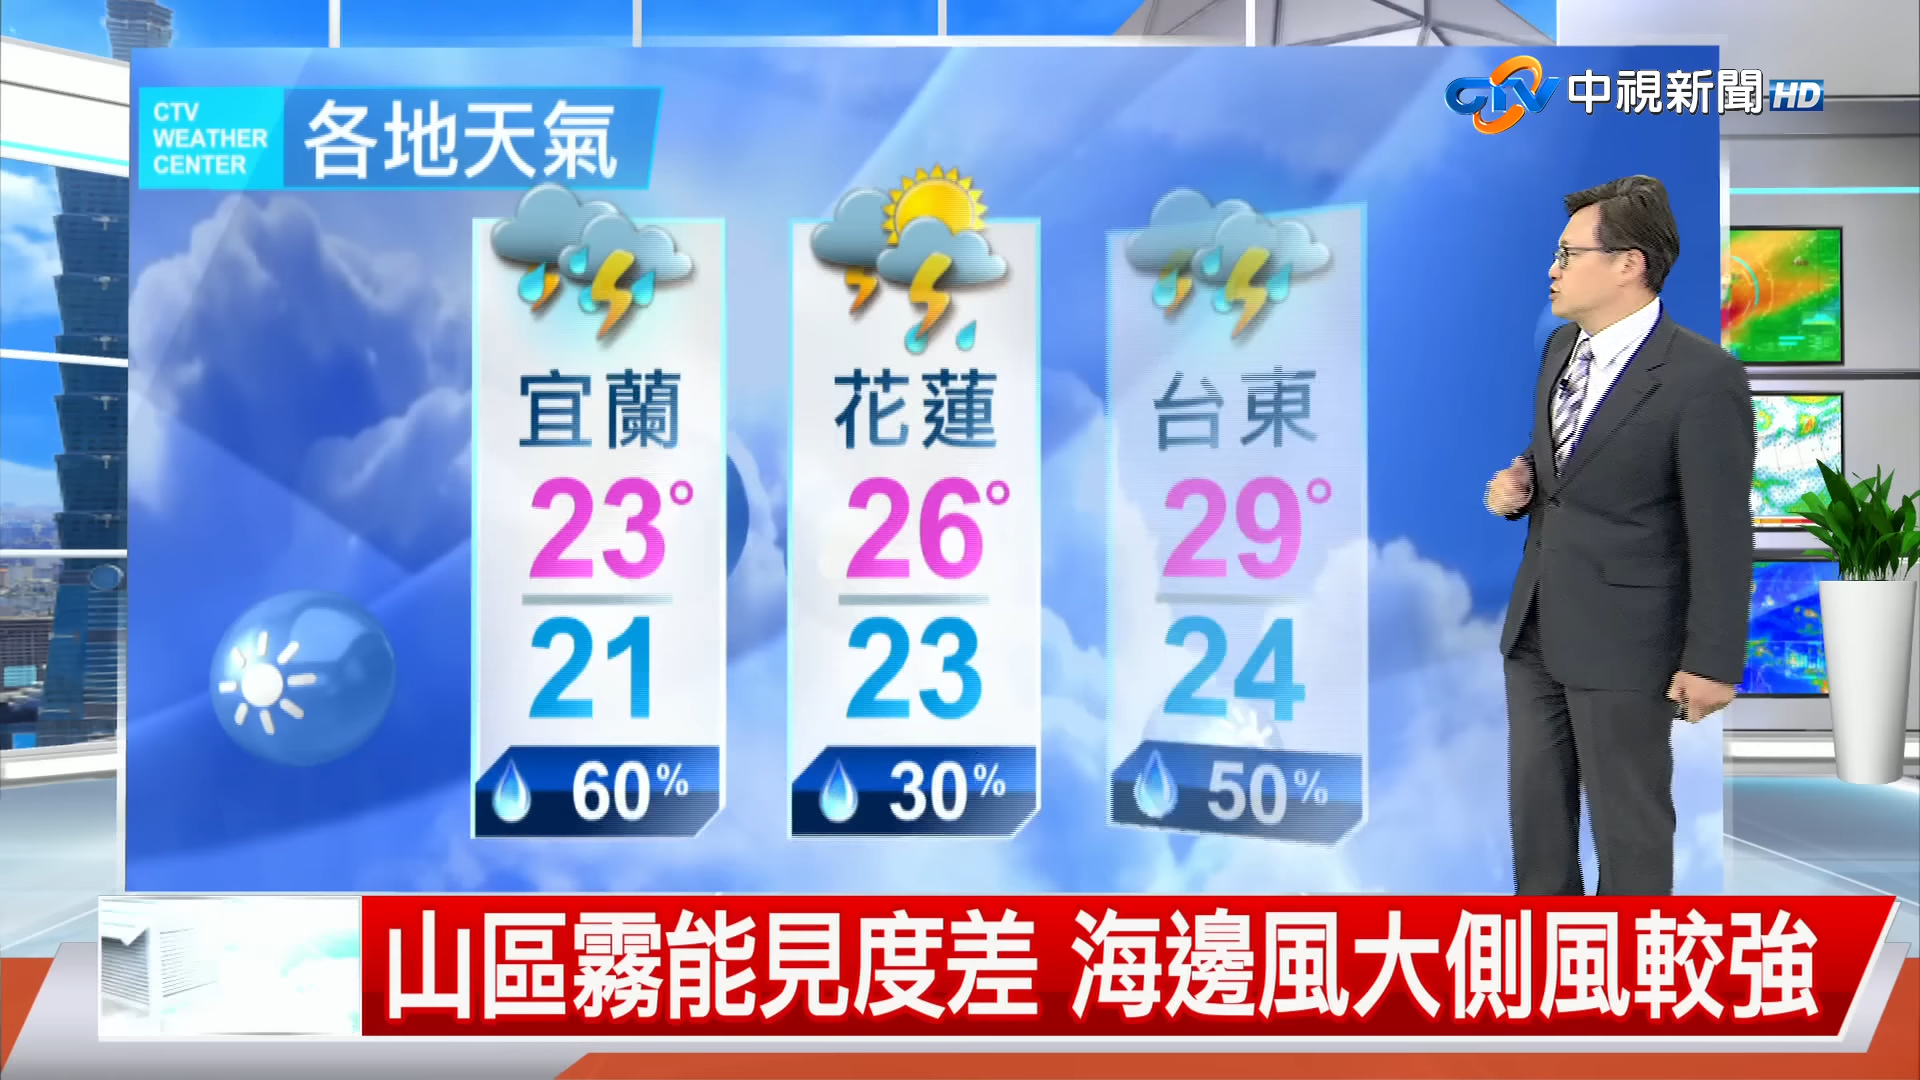 CTV
WEATHER
CENTER
各地天氣
CTV 中視新聞 HD
宜蘭
23°
21
60%
花蓮
26°
23
30%
台東
29°
24
50%
山區霧能見度差 海邊風大側風較強